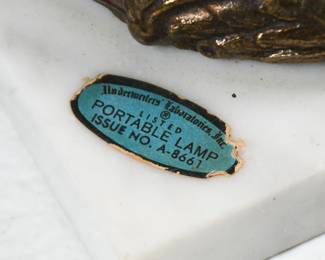 Underwriters' Laboratories, Inc.
®
LISTED
PORTABLE LAMP
ISSUE NO. A-8661